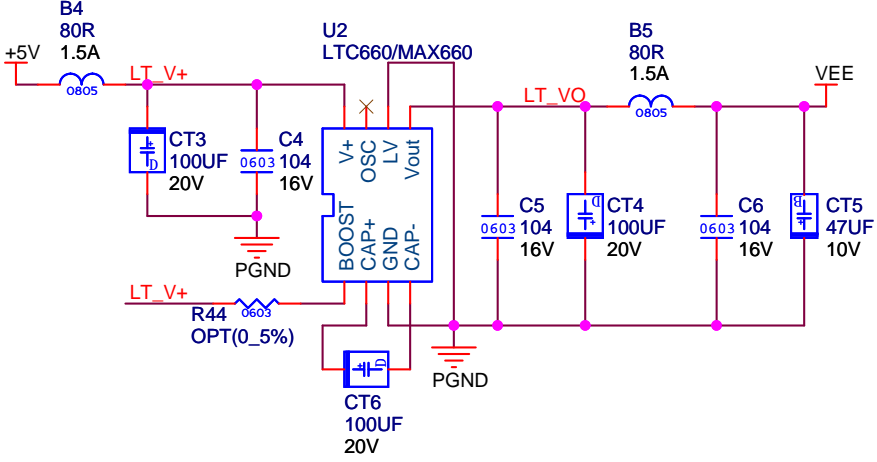 B4
80R
1.5A
+5V
LT_V+
0805
CT3
100UF
20V
D
C4
104
16V
0603
PGND
U2
LTC660/MAX660
V+
OSC
LV
Vout
BOOST
CAP+
GND
CAP-
LT_V+
R44
0603
OPT(0_5%)
D
CT6
100UF
20V
PGND
LT_VO
B5
80R
1.5A
0805
VEE
C5
104
16V
0603
D
CT4
100UF
20V
C6
104
16V
0603
B
CT5
47UF
10V